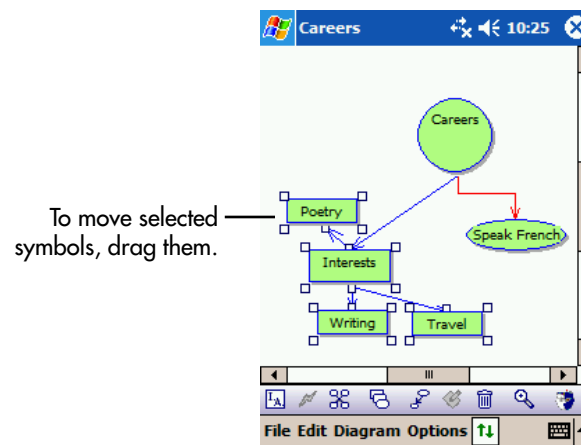 Careers 10:25
Careers
Poetry
To move selected
symbols, drag them.
Speak French
Interests
Writing
Travel
File Edit Diagram Options